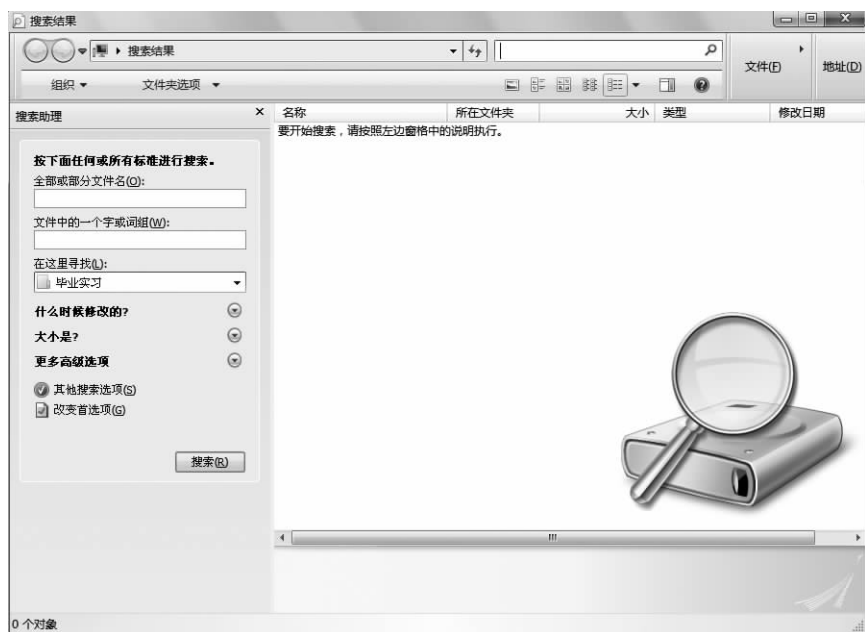 搜索结果
搜索结果
文件(F)
地址(D)
组织
文件夹选项
搜索助理
名称
所在文件夹
大小
类型
修改日期
要开始搜索，请按照左边窗格中的说明执行。
按下面任何或所有标准进行搜索。
全部或部分文件名(O):
文件中的一个字或词组(W):
在这里寻找(L):
毕业实习
什么时候修改的?
大小是?
更多高级选项
其他搜索选项(S)
改变首选项(G)
搜索(R)
0 个对象